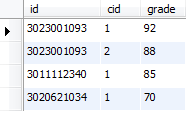 id cid grade
3023001093 1 92
3023001093 2 88
3011112340 1 85
3020621034 1 70